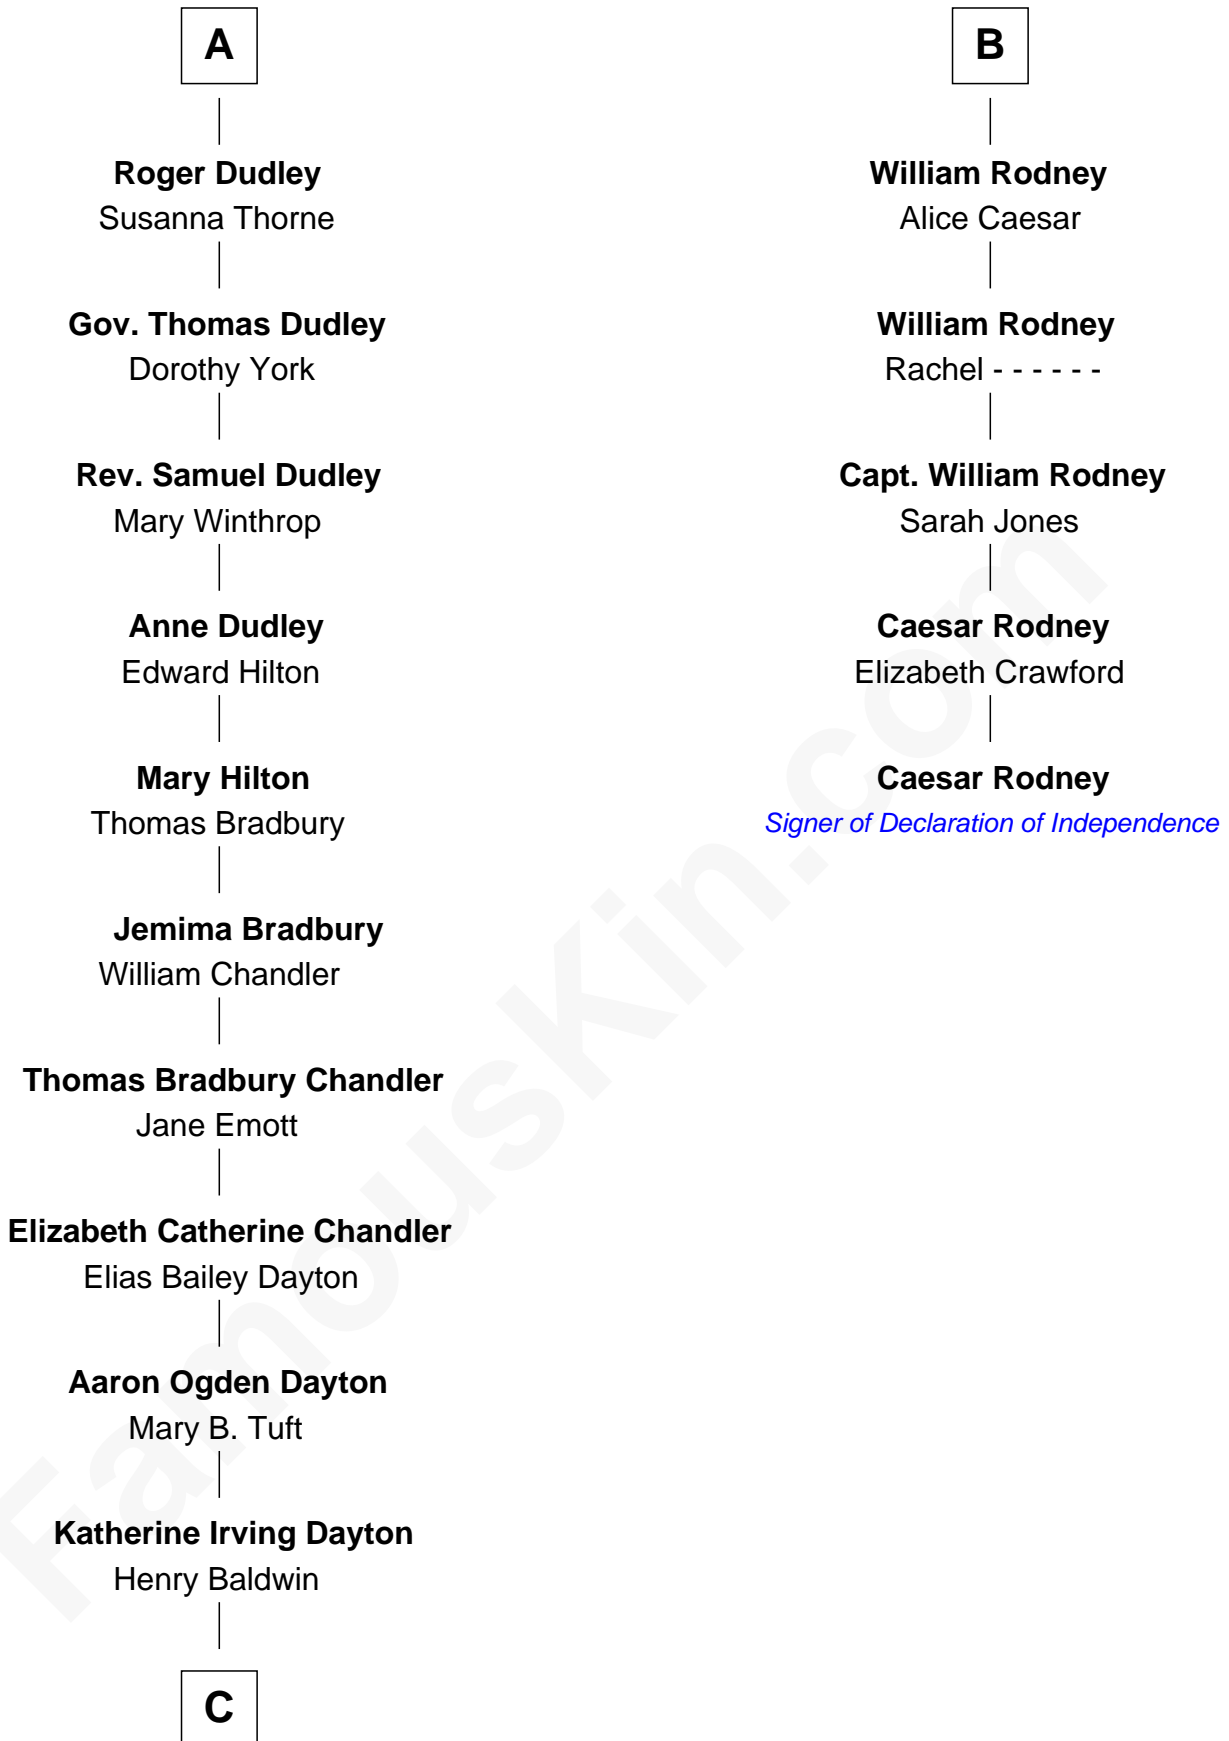 A
Roger Dudley
Susanna Thorne
Gov. Thomas Dudley
Dorothy York
Rev. Samuel Dudley
Mary Winthrop
Anne Dudley
Edward Hilton
Mary Hilton
Thomas Bradbury
Jemima Bradbury
William Chandler
Thomas Bradbury Chandler
Jane Emott
Elizabeth Catherine Chandler
Elias Bailey Dayton
Aaron Ogden Dayton
Mary B. Tuft
Katherine Irving Dayton
Henry Baldwin
C
B
William Rodney
Alice Caesar
William Rodney
Rachel - - - - - -
Capt. William Rodney
Sarah Jones
Caesar Rodney
Elizabeth Crawford
Caesar Rodney
Signer of Declaration of Independence
FamousKin.com